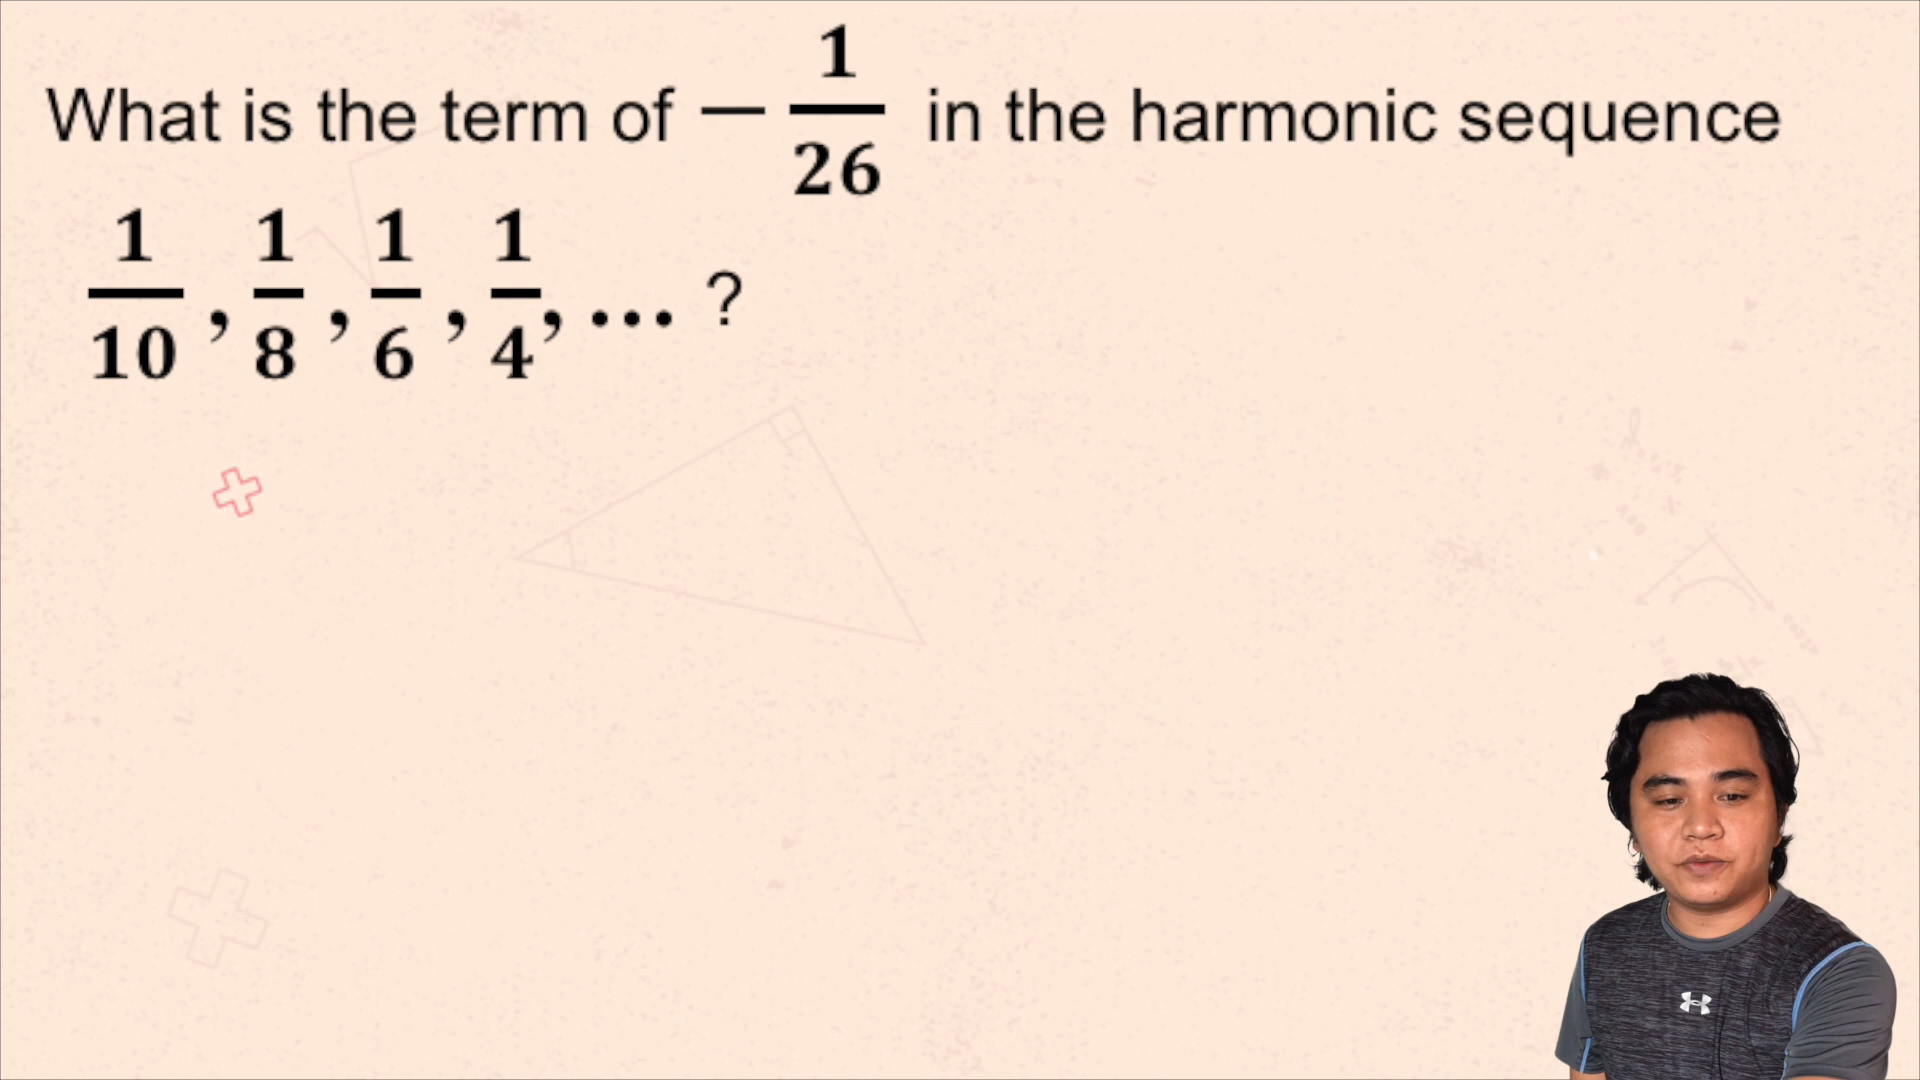 What is the term of − 1/26 in the harmonic sequence
1/10, 1/8, 1/6, 1/4, ... ?